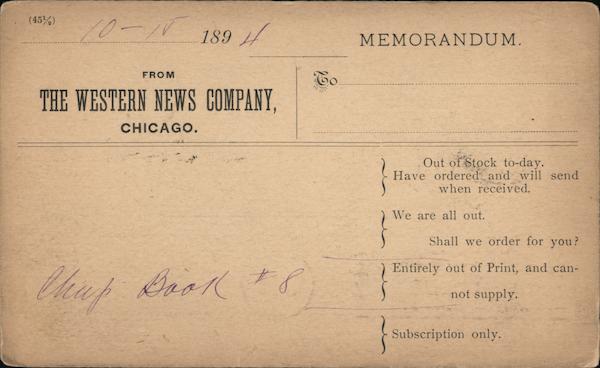 (45½)
10-15 1894
MEMORANDUM.
FROM
THE WESTERN NEWS COMPANY,
CHICAGO.
To
Out of Stock to-day.
Have ordered and will send
when received.
We are all out.
Shall we order for you?
Entirely out of Print, and can-
not supply.
Subscription only.
Chap Book #8